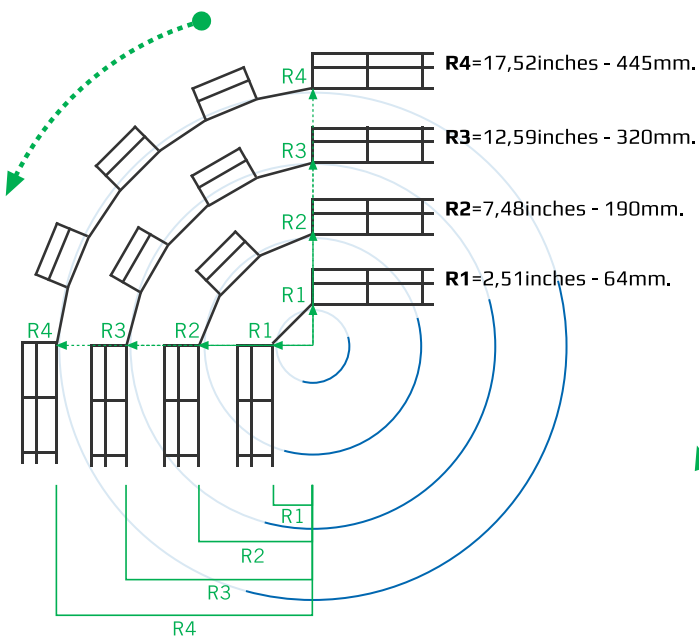 R4
R4=17,52inches - 445mm.
R3
R3=12,59inches - 320mm.
R2
R2=7,48inches - 190mm.
R1
R1=2,51inches - 64mm.
R4 R3 R2 R1
R1
R2
R3
R4